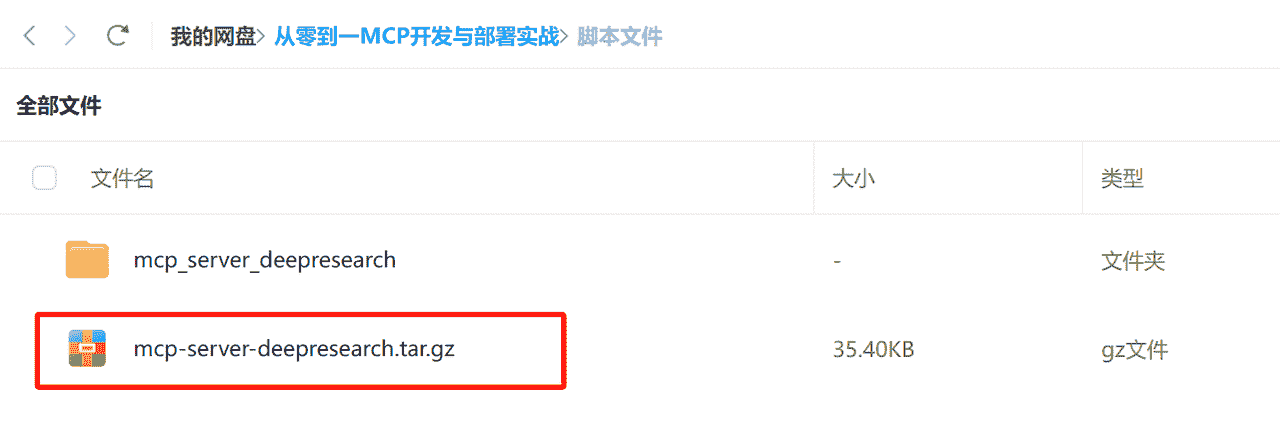 我的网盘> 从零到一MCP开发与部署实战> 脚本文件
全部文件
文件名 大小 类型
mcp_server_deepresearch - 文件夹
mcp-server-deepresearch.tar.gz 35.40KB gz文件